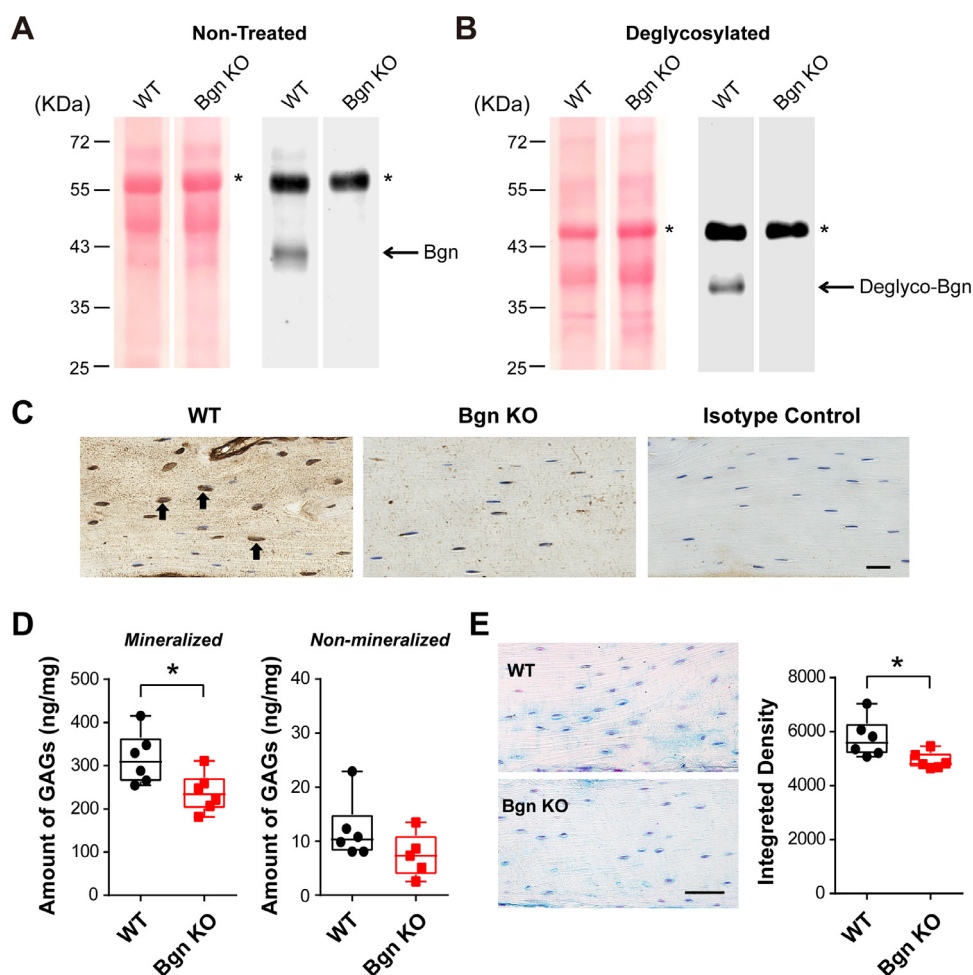 A
Non-Treated
(KDa)
WT
Bgn KO
WT
Bgn KO
72
55
43
35
25
*
*
Bgn
B
Deglycosylated
(KDa)
WT
Bgn KO
WT
Bgn KO
72
55
43
35
25
*
*
Deglyco-Bgn
C
WT
Bgn KO
Isotype Control
D
Mineralized
Amount of GAGs (ng/mg)
500
400
300
200
100
0
*
WT
Bgn KO
Non-mineralized
Amount of GAGs (ng/mg)
40
30
20
10
0
WT
Bgn KO
E
WT
Bgn KO
Integreted Density
8000
6000
4000
2000
0
*
WT
Bgn KO